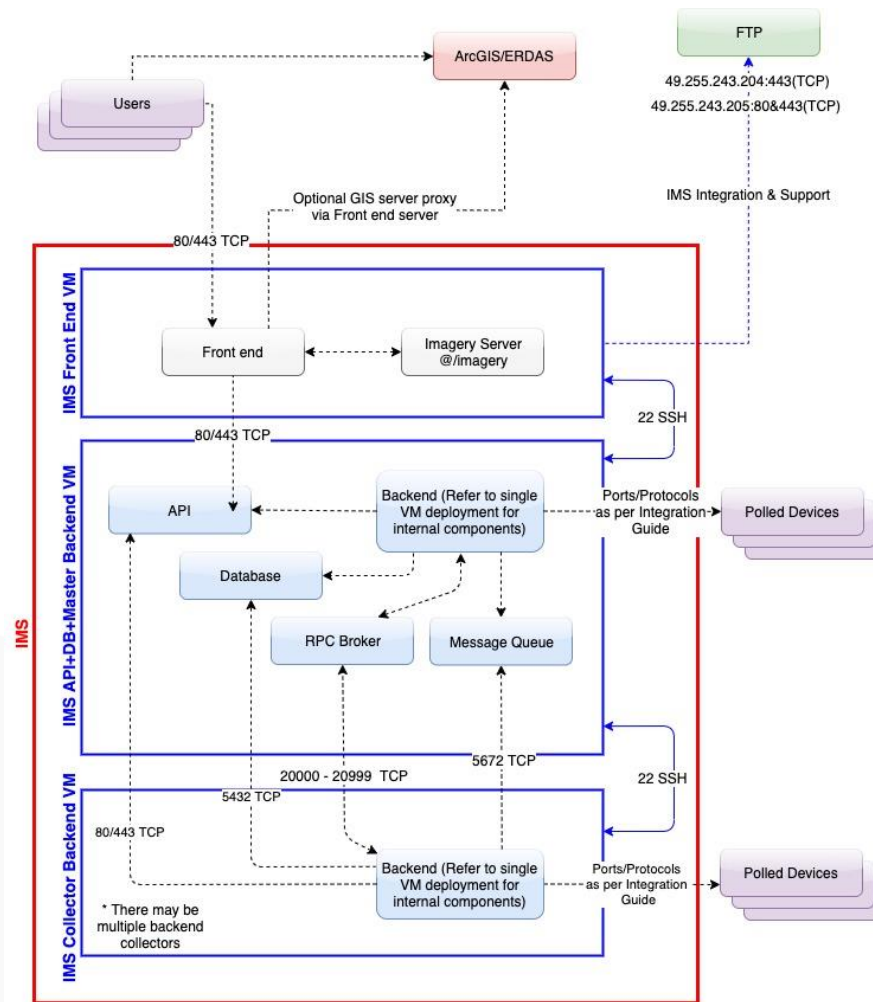 FTP
ArcGIS/ERDAS
49.255.243.204:443(TCP)
49.255.243.205:80&443(TCP)
Users
IMS Integration & Support
Optional GIS server proxy
via Front end server
80/443 TCP
IMS
IMS Front End VM
Front end
Imagery Server
@/imagery
22 SSH
80/443 TCP
IMS API+DB+Master Backend VM
API
Backend (Refer to single
VM deployment for
internal components)
Ports/Protocols
as per Integration
Guide
Polled Devices
Database
RPC Broker
Message Queue
5672 TCP
20000 - 20999 TCP
22 SSH
5432 TCP
80/443 TCP
IMS Collector Backend VM
Backend (Refer to single
VM deployment for
internal components)
Ports/Protocols
as per Integration
Guide
Polled Devices
* There may be
multiple backend
collectors